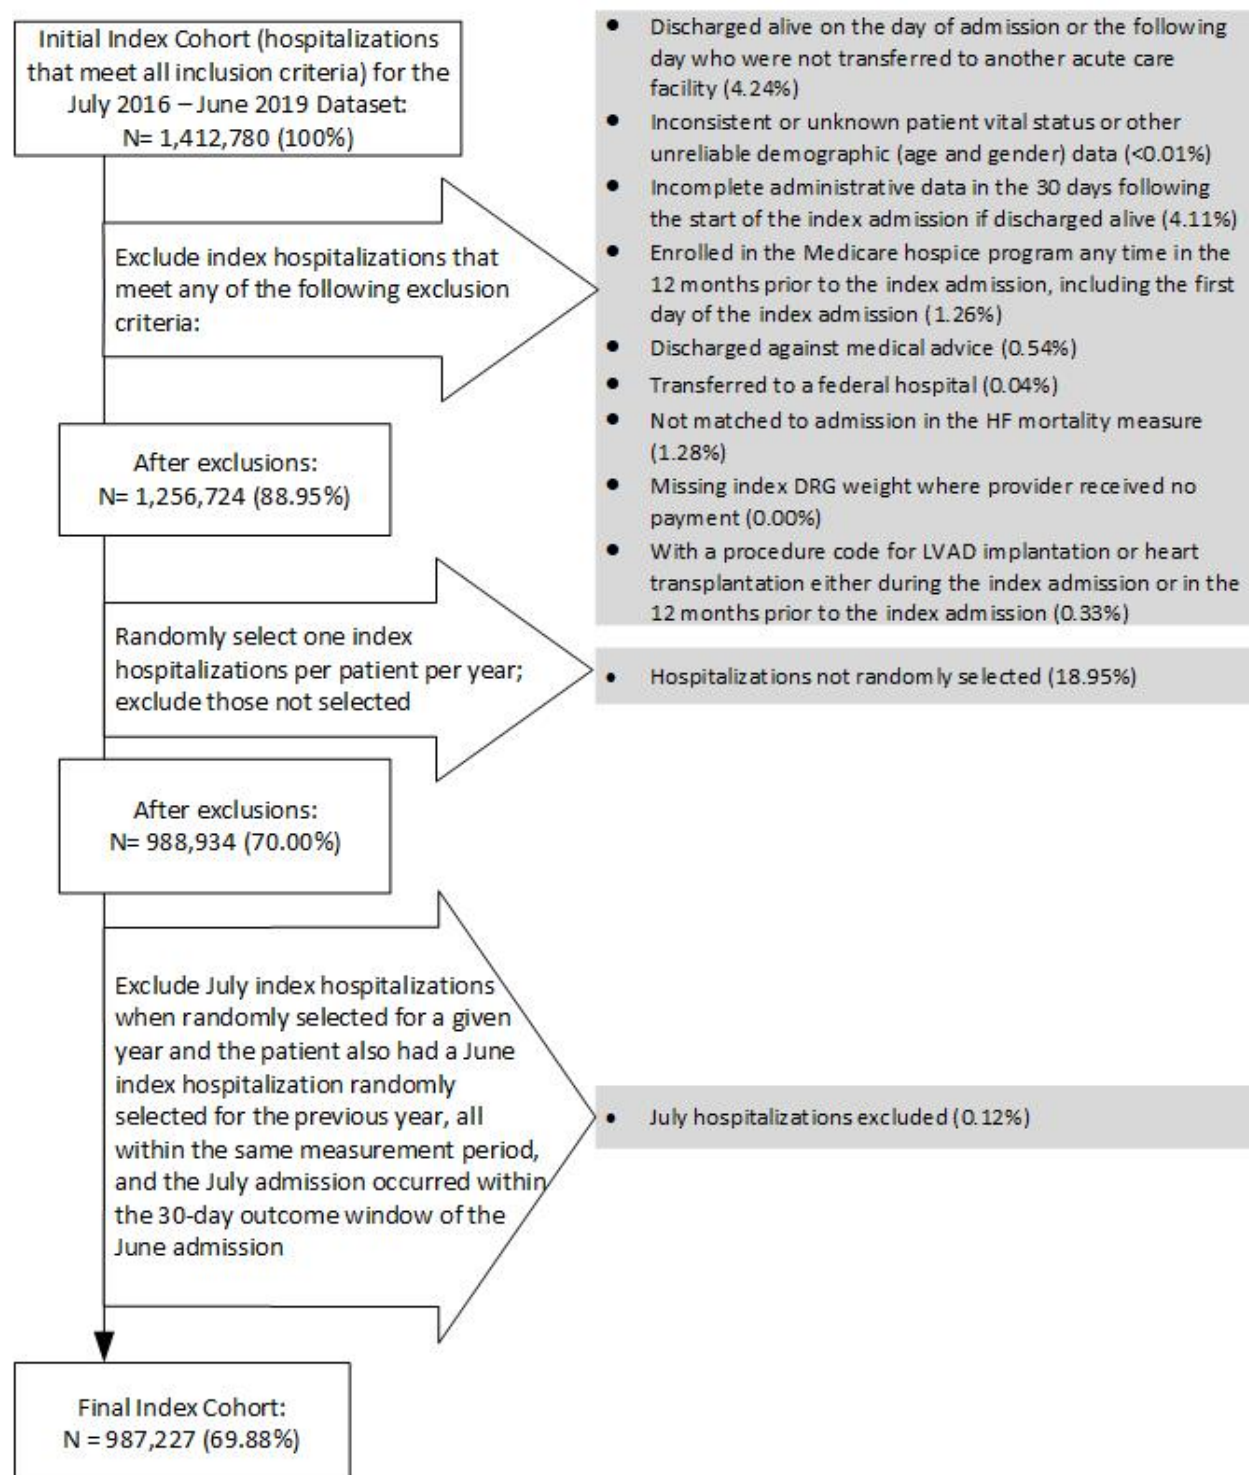 Initial Index Cohort (hospitalizations
that meet all inclusion criteria) for the
July 2016 – June 2019 Dataset:
N= 1,412,780 (100%)
Exclude index hospitalizations that
meet any of the following exclusion
criteria:
● Discharged alive on the day of admission or the following
day who were not transferred to another acute care
facility (4.24%)
● Inconsistent or unknown patient vital status or other
unreliable demographic (age and gender) data (<0.01%)
● Incomplete administrative data in the 30 days following
the start of the index admission if discharged alive (4.11%)
● Enrolled in the Medicare hospice program any time in the
12 months prior to the index admission, including the first
day of the index admission (1.26%)
● Discharged against medical advice (0.54%)
● Transferred to a federal hospital (0.04%)
● Not matched to admission in the HF mortality measure
(1.28%)
● Missing index DRG weight where provider received no
payment (0.00%)
● With a procedure code for LVAD implantation or heart
transplantation either during the index admission or in the
12 months prior to the index admission (0.33%)
After exclusions:
N= 1,256,724 (88.95%)
Randomly select one index
hospitalizations per patient per year;
exclude those not selected
● Hospitalizations not randomly selected (18.95%)
After exclusions:
N= 988,934 (70.00%)
Exclude July index hospitalizations
when randomly selected for a given
year and the patient also had a June
index hospitalization randomly
selected for the previous year, all
within the same measurement period,
and the July admission occurred within
the 30-day outcome window of the
June admission
● July hospitalizations excluded (0.12%)
Final Index Cohort:
N = 987,227 (69.88%)